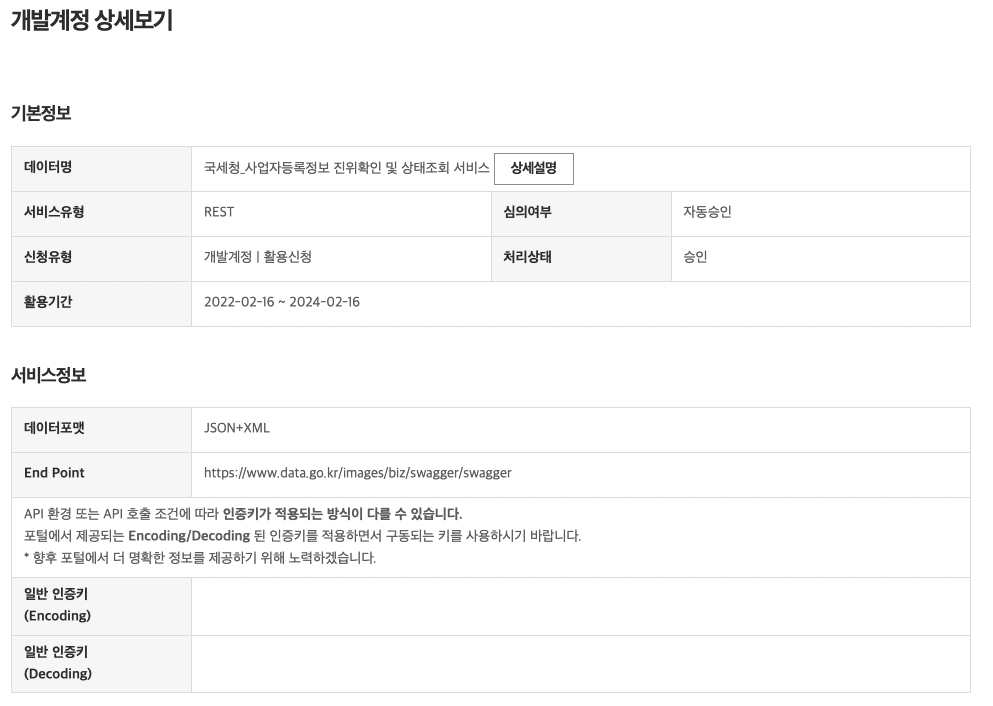 개발계정 상세보기
기본정보
데이터명 국세청_사업자등록정보 진위확인 및 상태조회 서비스 상세설명
서비스유형 REST 심의여부 자동승인
신청유형 개발계정 | 활용신청 처리상태 승인
활용기간 2022-02-16 ~ 2024-02-16
서비스정보
데이터포맷 JSON+XML
End Point https://www.data.go.kr/images/biz/swagger/swagger
API 환경 또는 API 호출 조건에 따라 인증키가 적용되는 방식이 다를 수 있습니다.
포털에서 제공되는 Encoding/Decoding 된 인증키를 적용하면서 구동되는 키를 사용하시기 바랍니다.
* 향후 포털에서 더 명확한 정보를 제공하기 위해 노력하겠습니다.
일반 인증키
(Encoding)
일반 인증키
(Decoding)